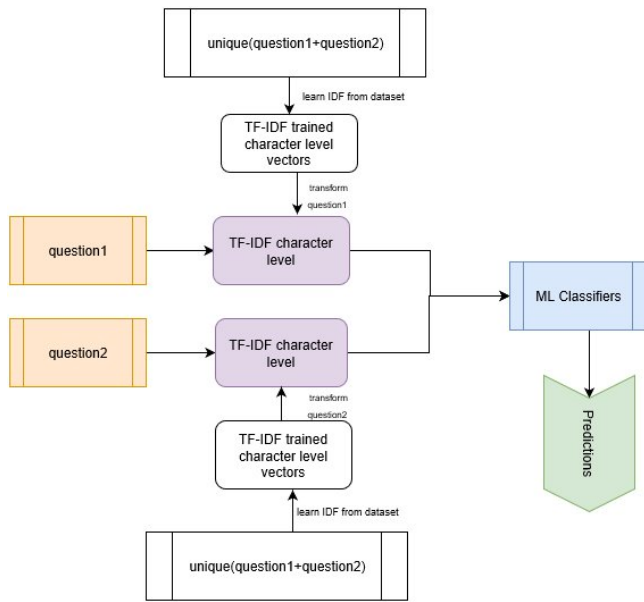 unique(question1+question2)
learn IDF from dataset
TF-IDF trained
character level
vectors
transform
question1
question1
TF-IDF character
level
ML Classifiers
question2
TF-IDF character
level
Predictions
transform
question2
TF-IDF trained
character level
vectors
learn IDF from dataset
unique(question1+question2)